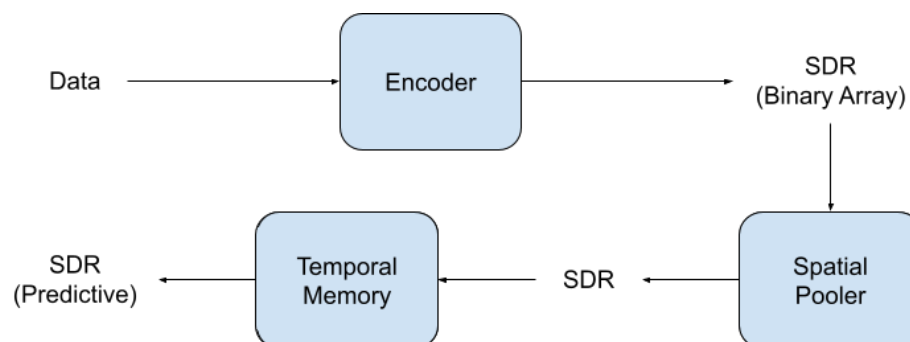 Data
Encoder
SDR
(Binary Array)
Spatial
Pooler
SDR
Temporal
Memory
SDR
(Predictive)